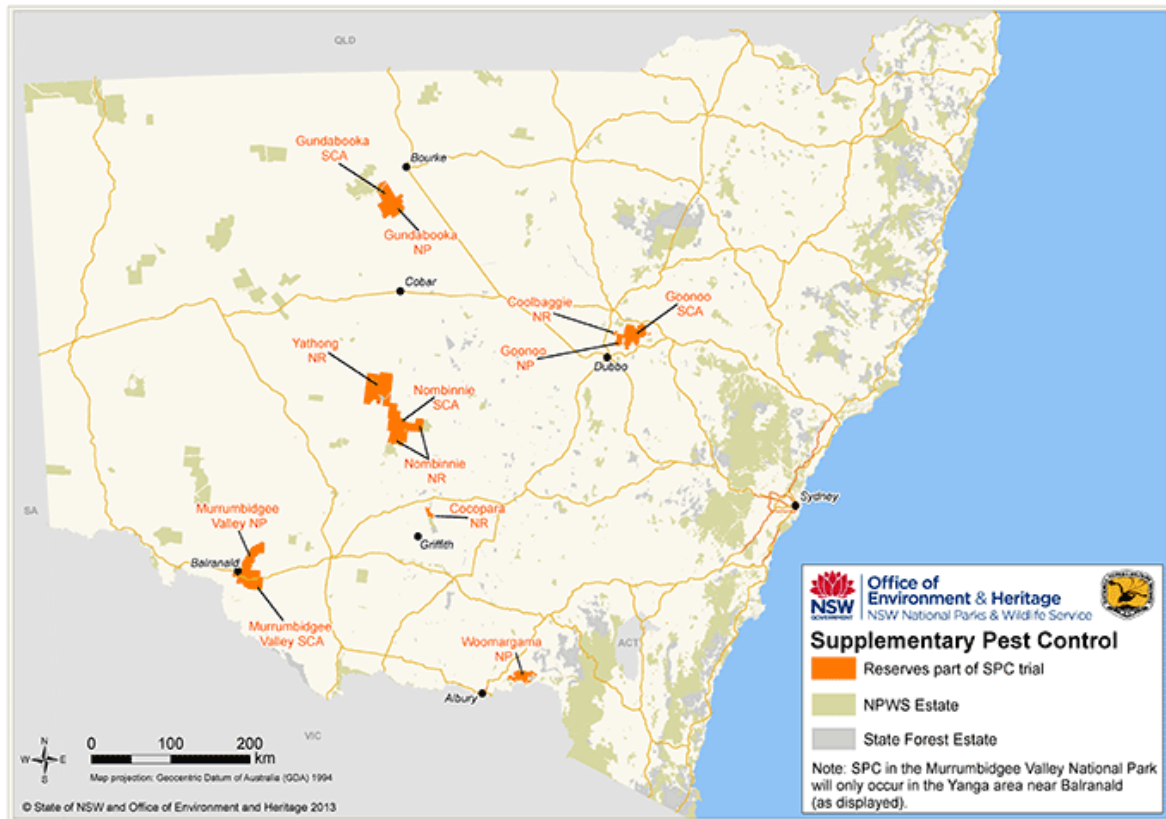 QLD
Gundabooka
SCA
Bourke
Gundabooka
NP
Cobar
Coolbaggie
NR
Goonoo
SCA
Goonoo
NP
Dubbo
Yathong
NR
Nombinnie
SCA
Nombinnie
NR
Sydney
SA
Murrumbidgee
Valley NP
Cocopara
NR
Griffith
Balranald
Murrumbidgee
Valley SCA
Woomargama
NP
ACT
Albury
VIC
N
W E
S
0 100 200
km
Map projection: Geocentric Datum of Australia (GDA) 1994
© State of NSW and Office of Environment and Heritage 2013
NSW
GOVERNMENT
Office of
Environment & Heritage
NSW National Parks & Wildlife Service
Supplementary Pest Control
Reserves part of SPC trial
NPWS Estate
State Forest Estate
Note: SPC in the Murrumbidgee Valley National Park
will only occur in the Yanga area near Balranald
(as displayed).